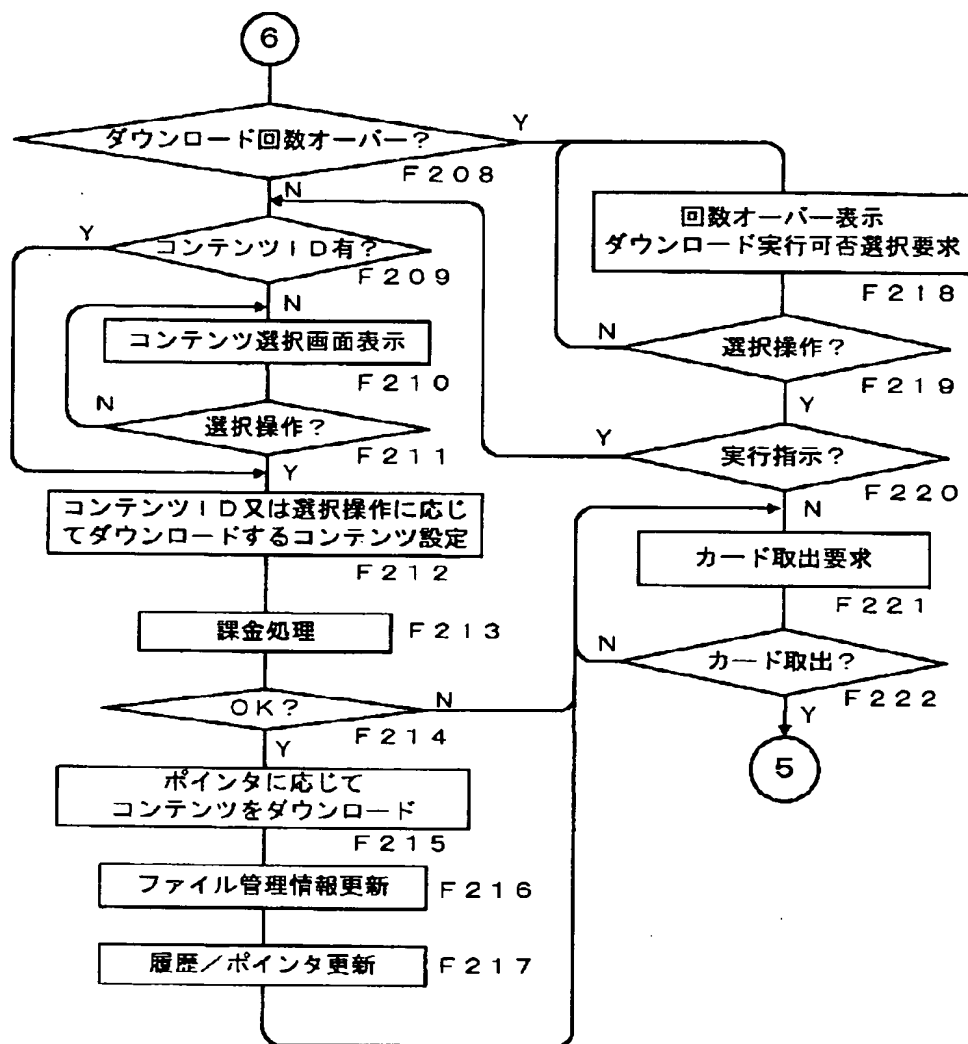 6
ダウンロード回数オーバー?
Y
F208
N
コンテンツID有?
Y
F209
N
コンテンツ選択画面表示
F210
選択操作?
N
F211
Y
コンテンツID又は選択操作に応じ
てダウンロードするコンテンツ設定
F212
課金処理
F213
OK?
N
F214
Y
ポインタに応じて
コンテンツをダウンロード
F215
ファイル管理情報更新
F216
履歴/ポインタ更新
F217
回数オーバー表示
ダウンロード実行可否選択要求
F218
N
選択操作?
F219
Y
Y
実行指示?
F220
N
カード取出要求
F221
N
カード取出?
F222
Y
5